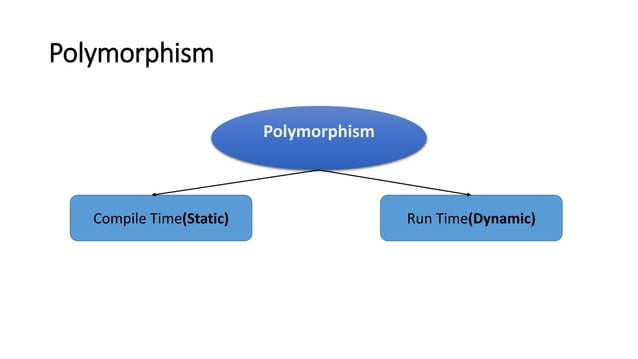 Polymorphism
Polymorphism
Compile Time(Static)
Run Time(Dynamic)